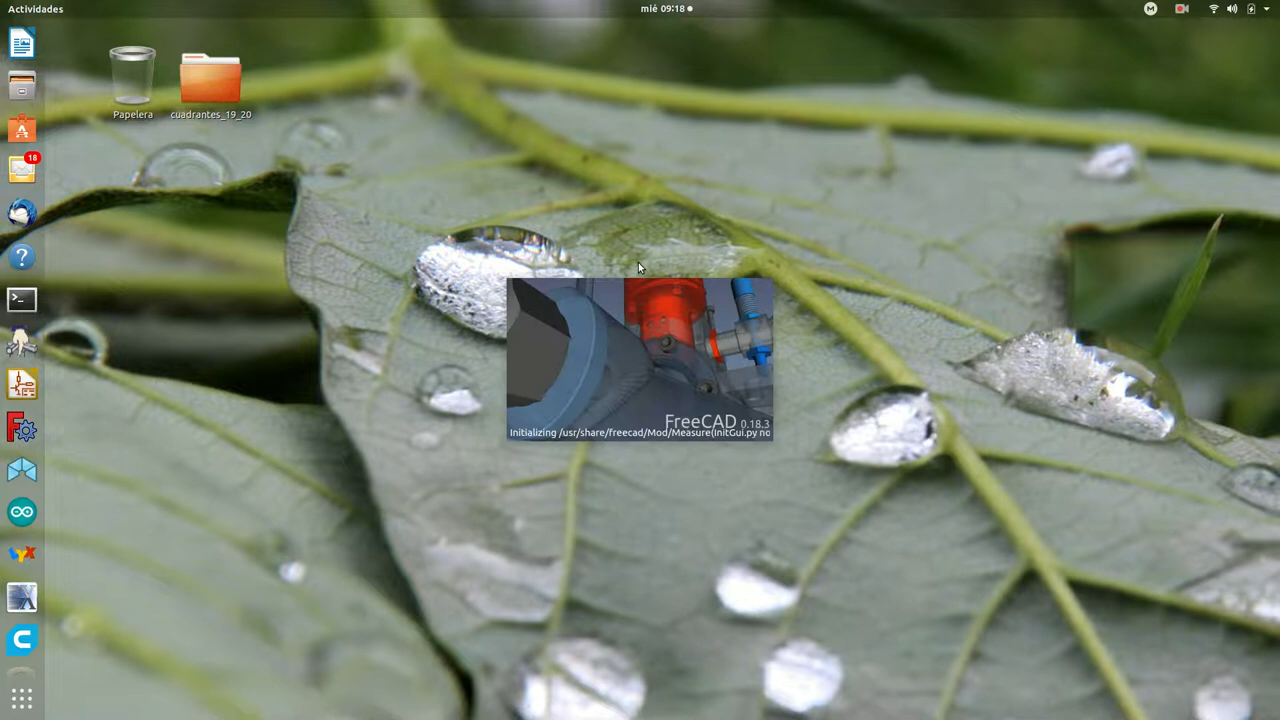 Actividades
mié 09:18
M
Papelera
cuadrantes_19_20
18
FreeCAD 0.18.3
Initializing /usr/share/freecad/Mod/Measure(InitGui.py no